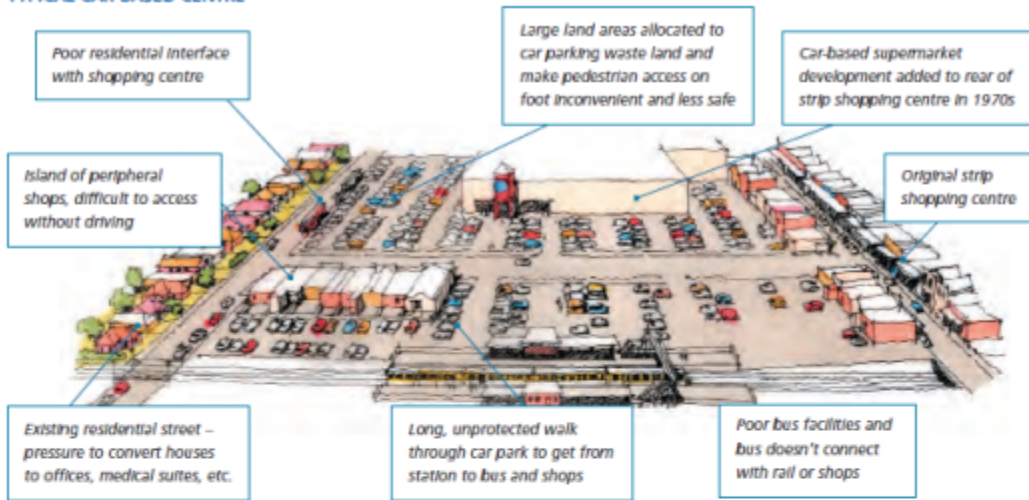 TYPICAL CAR-BASED CENTRE
Poor residential interface
with shopping centre
Large land areas allocated to
car parking waste land and
make pedestrian access on
foot inconvenient and less safe
Car-based supermarket
development added to rear of
strip shopping centre in 1970s
Island of peripheral
shops, difficult to access
without driving
Original strip
shopping centre
Existing residential street –
pressure to convert houses
to offices, medical suites, etc.
Long, unprotected walk
through car park to get from
station to bus and shops
Poor bus facilities and
bus doesn't connect
with rail or shops